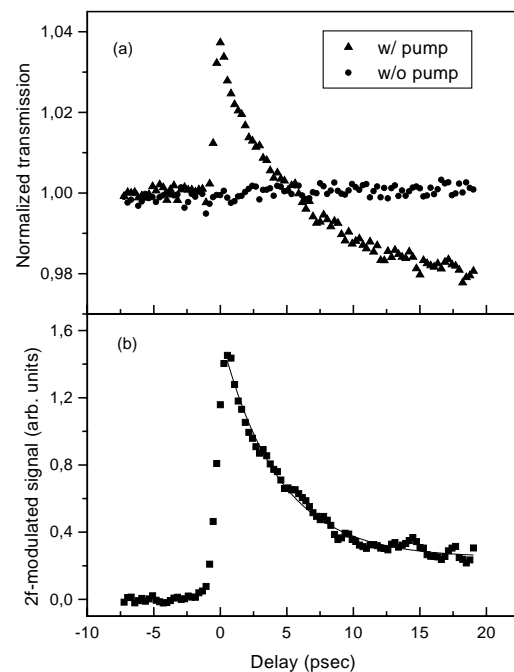 1,04
(a)
w/ pump
w/o pump
1,02
1,00
0,98
Normalized transmission
1,6
(b)
1,2
0,8
0,4
0,0
2f-modulated signal (arb. units)
-10 -5 0 5 10 15 20
Delay (psec)